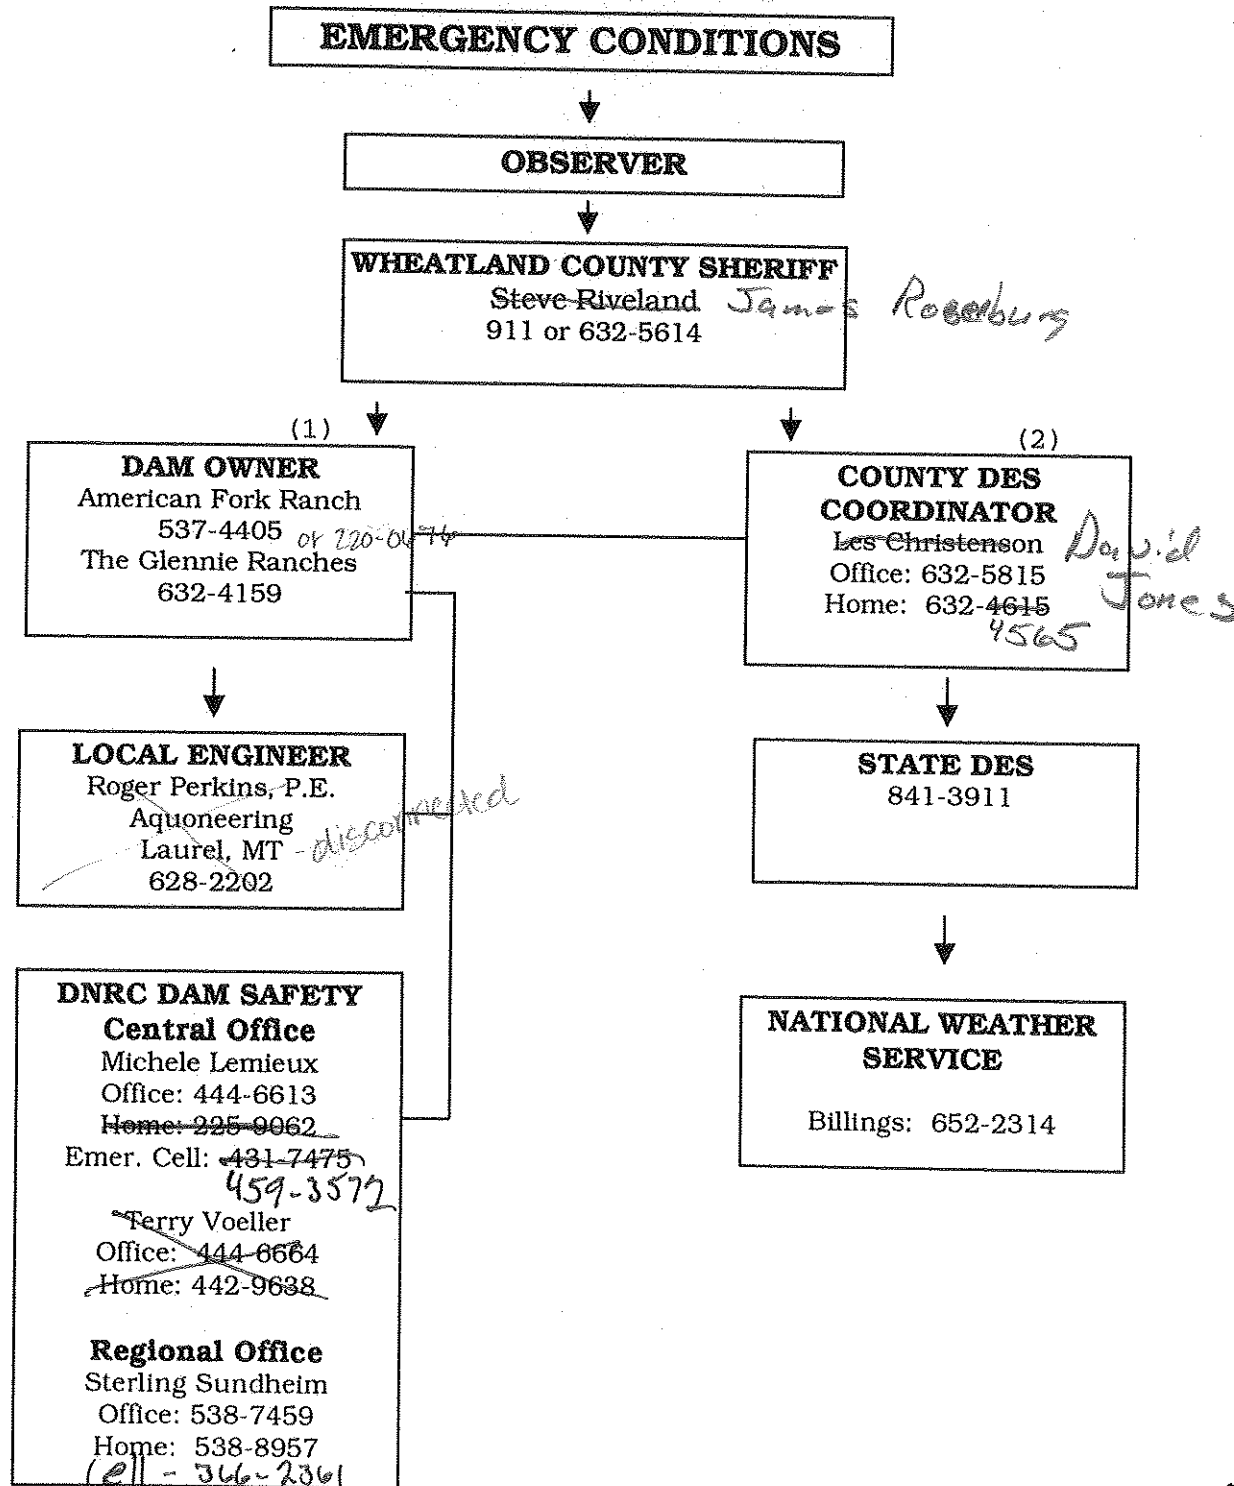 EMERGENCY CONDITIONS
OBSERVER
WHEATLAND COUNTY SHERIFF
Steve Riveland James Rosenburg
911 or 632-5614
(1)
DAM OWNER
American Fork Ranch
537-4405 or 220-0476
The Glennie Ranches
632-4159
(2)
COUNTY DES
COORDINATOR
Les Christenson David
Office: 632-5815 Jones
Home: 632-4615
4565
LOCAL ENGINEER
Roger Perkins, P.E.
Aquoneering
Laurel, MT - disconnected
628-2202
STATE DES
841-3911
DNRC DAM SAFETY
Central Office
Michele Lemieux
Office: 444-6613
Home: 225-9062
Emer. Cell: 431-7475
459-3572
Terry Voeller
Office: 444-6664
Home: 442-9638
Regional Office
Sterling Sundheim
Office: 538-7459
Home: 538-8957
Cell - 366-2361
NATIONAL WEATHER
SERVICE
Billings: 652-2314